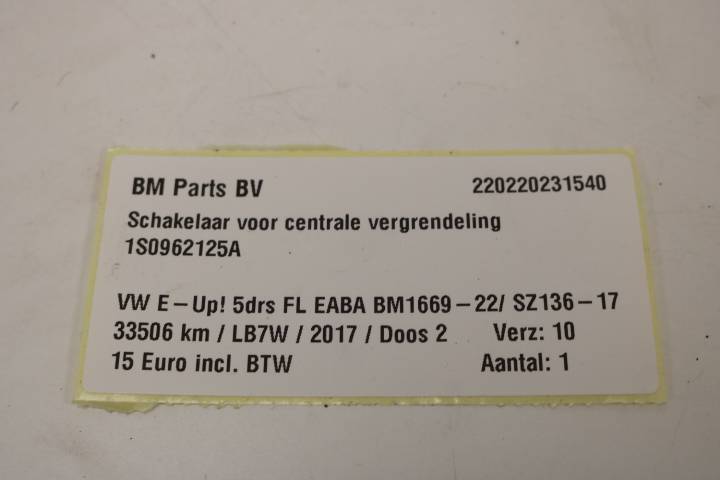 BM Parts BV 220220231540
Schakelaar voor centrale vergrendeling
1S0962125A
VW E-Up! 5drs FL EABA BM1669-22/ SZ136-17
33506 km / LB7W / 2017 / Doos 2 Verz: 10
15 Euro incl. BTW Aantal: 1